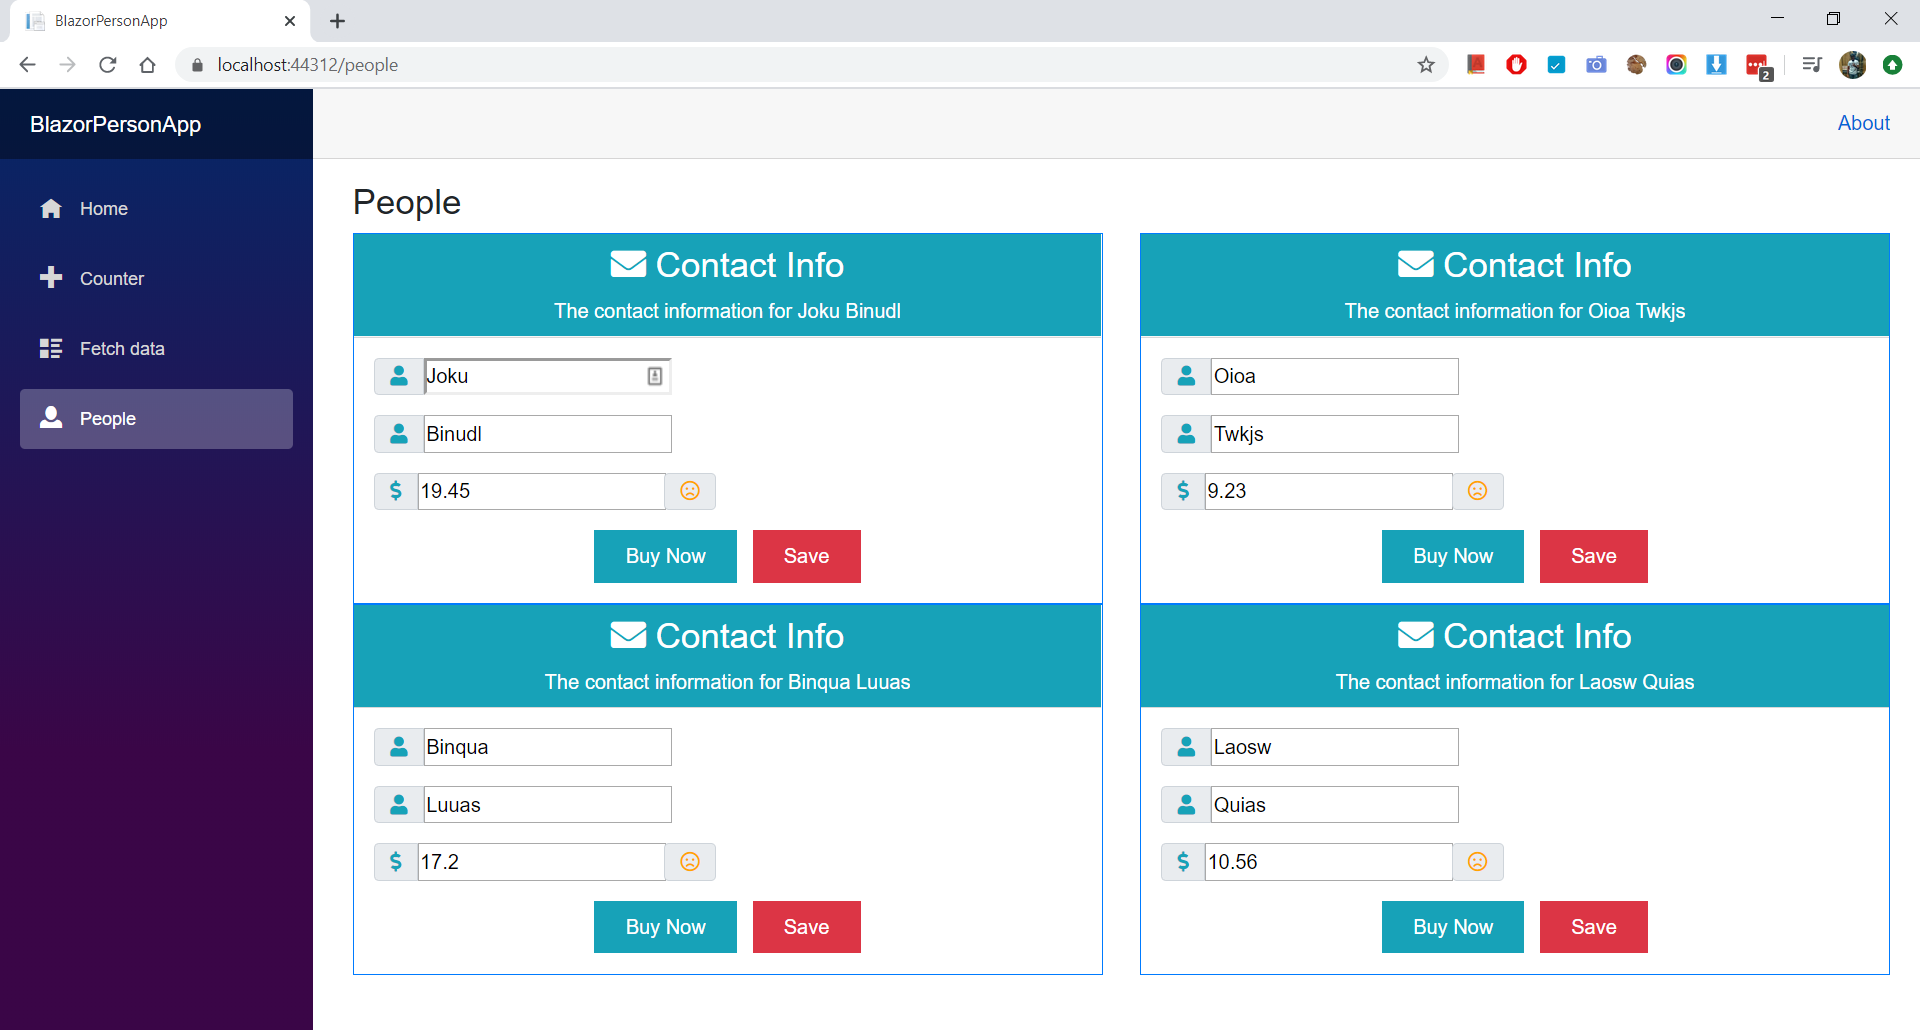 BlazorPersonApp
localhost:44312/people
2
BlazorPersonApp
About
Home
Counter
Fetch data
People
People
Contact Info
The contact information for Joku Binudl
Joku
Binudl
$ 19.45
Buy Now Save
Contact Info
The contact information for Oioa Twkjs
Oioa
Twkjs
$ 9.23
Buy Now Save
Contact Info
The contact information for Binqua Luuas
Binqua
Luuas
$ 17.2
Buy Now Save
Contact Info
The contact information for Laosw Quias
Laosw
Quias
$ 10.56
Buy Now Save